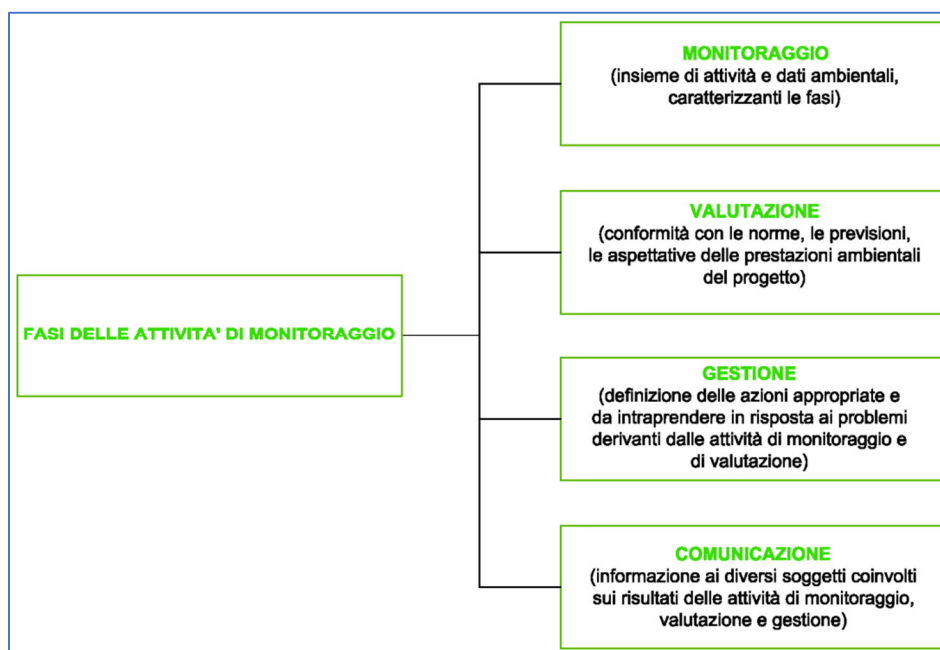 FASI DELLE ATTIVITA' DI MONITORAGGIO
MONITORAGGIO
(insieme di attività e dati ambientali,
caratterizzanti le fasi)
VALUTAZIONE
(conformità con le norme, le previsioni,
le aspettative delle prestazioni ambientali
del progetto)
GESTIONE
(definizione delle azioni appropriate e
da intraprendere in risposta ai problemi
derivanti dalle attività di monitoraggio e
di valutazione)
COMUNICAZIONE
(informazione ai diversi soggetti coinvolti
sui risultati delle attività di monitoraggio,
valutazione e gestione)